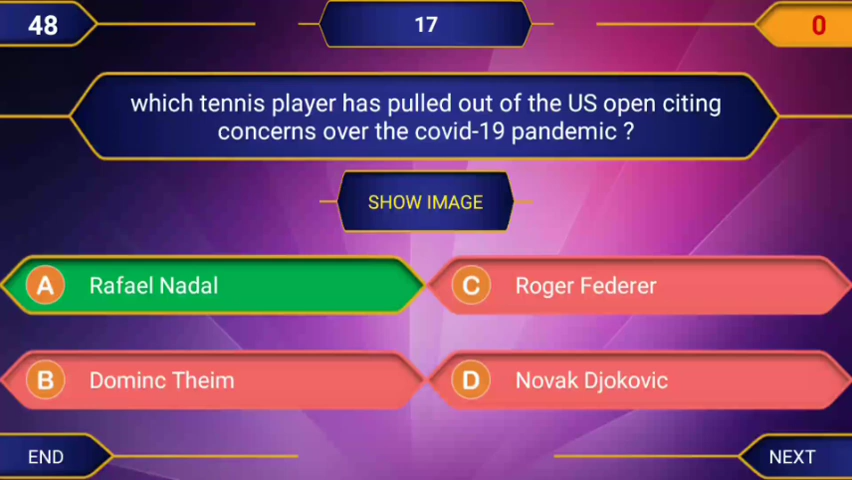 48
17
0
which tennis player has pulled out of the US open citing
concerns over the covid-19 pandemic ?
SHOW IMAGE
A Rafael Nadal
C Roger Federer
B Dominc Theim
D Novak Djokovic
END
NEXT